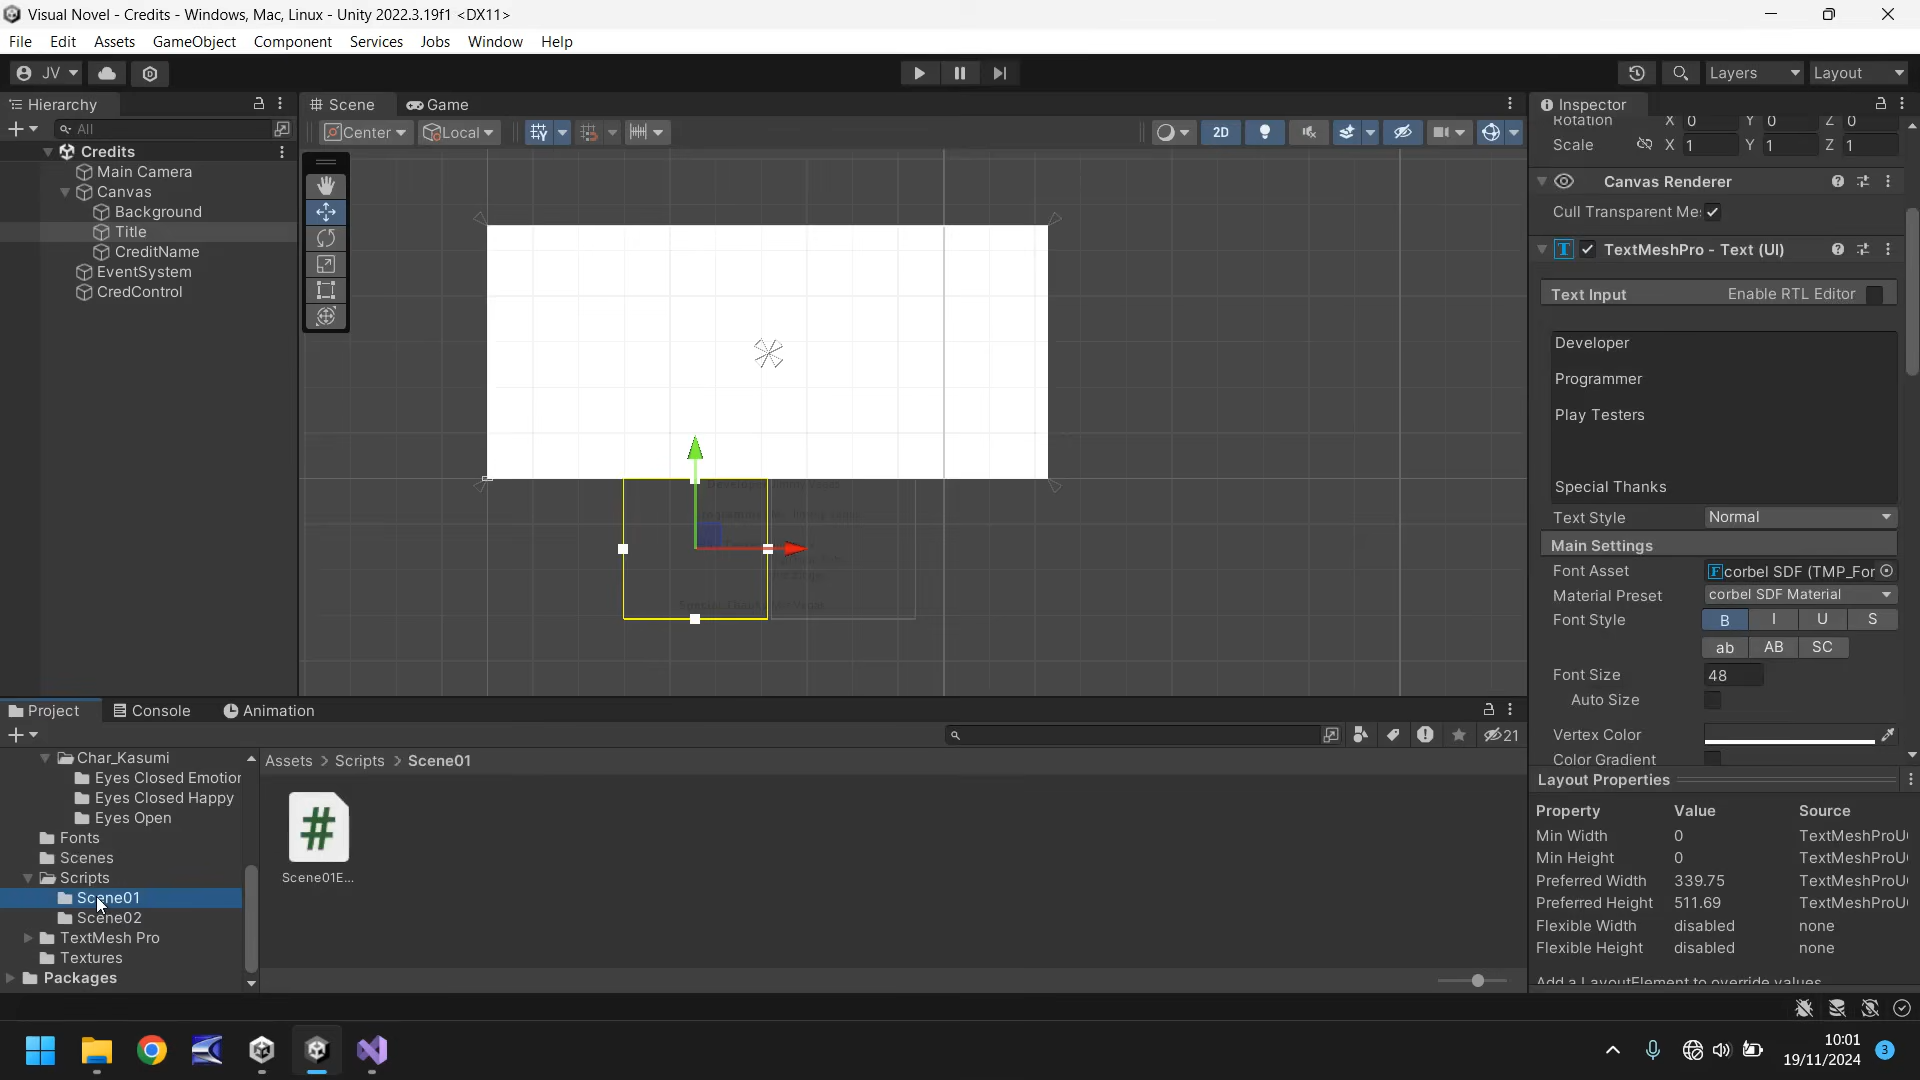 Visual Novel - Credits - Windows, Mac, Linux - Unity 2022.3.19f1 <DX11>
File Edit Assets GameObject Component Services Jobs Window Help
JV Layers Layout
Hierarchy
All
Credits
Main Camera
Canvas
Background
Title
CreditName
EventSystem
CredControl
Scene Game
Center Local 2D
Inspector
Rotation X 0 Y 0 Z 0
Scale X 1 Y 1 Z 1
Canvas Renderer
Cull Transparent Me
TextMeshPro - Text (UI)
Text Input Enable RTL Editor
Developer
Programmer
Play Testers
Special Thanks
Text Style Normal
Main Settings
Font Asset corbel SDF (TMP_For
Material Preset corbel SDF Material
Font Style B I U S
ab AB SC
Font Size 48
Auto Size
Vertex Color
Color Gradient
Layout Properties
Property Value Source
Min Width 0 TextMeshProU
Min Height 0 TextMeshProU
Preferred Width 339.75 TextMeshProU
Preferred Height 511.69 TextMeshProU
Flexible Width disabled none
Flexible Height disabled none
Add a LayoutElement to override values
Project Console Animation
21
Char_Kasumi
Eyes Closed Emotior
Eyes Closed Happy
Eyes Open
Fonts
Scenes
Scripts
Scene01
Scene02
TextMesh Pro
Textures
Packages
Assets > Scripts > Scene01
#
Scene01E...
10:01
19/11/2024
3